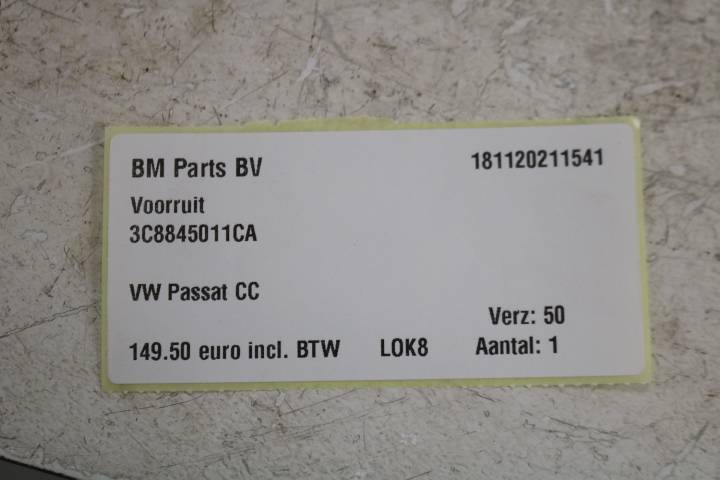 BM Parts BV 181120211541
Voorruit
3C8845011CA
VW Passat CC
Verz: 50
149.50 euro incl. BTW LOK8 Aantal: 1